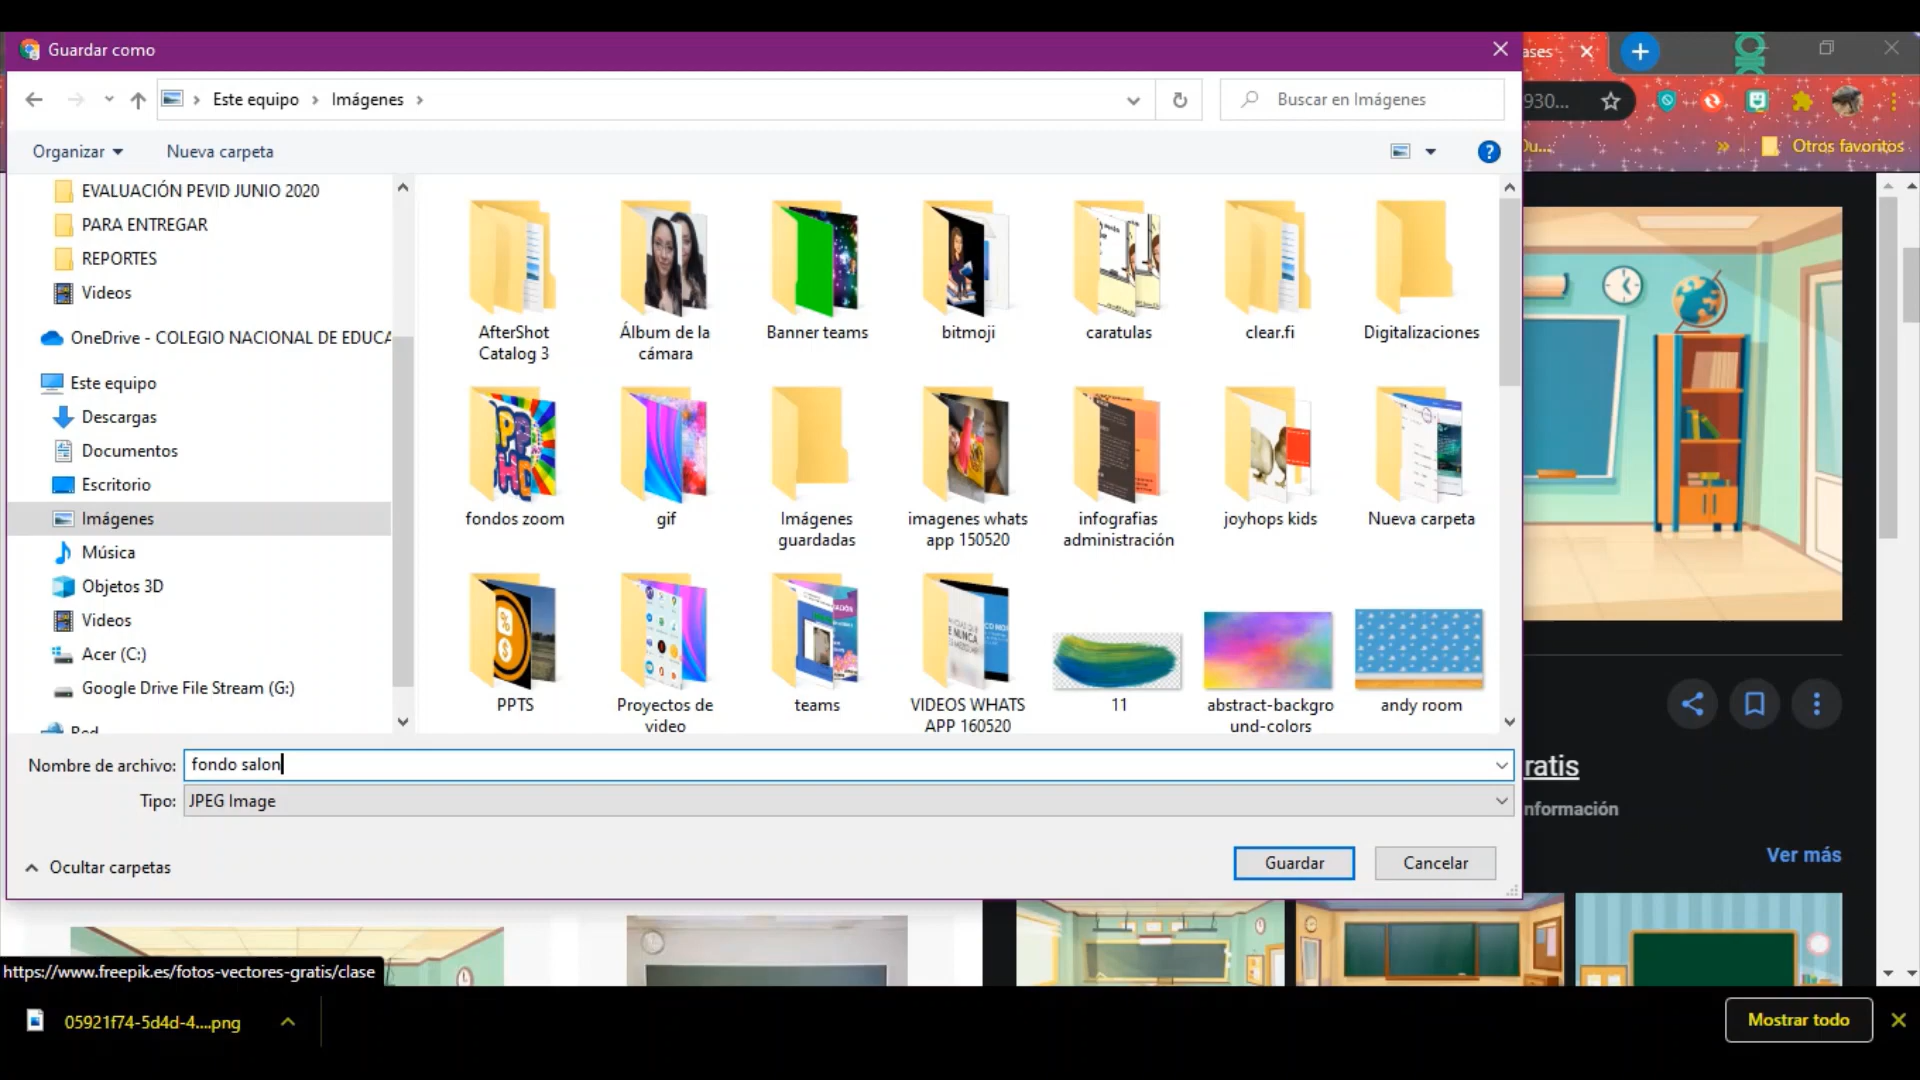 Guardar como
ases -
Este equipo
Imágenes
Buscar en Imágenes
930...
Organizar
Nueva carpeta
?
Ou...
Otros favoritos
EVALUACIÓN PEVID JUNIO 2020
PARA ENTREGAR
REPORTES
Videos
OneDrive - COLEGIO NACIONAL DE EDUCA
Este equipo
Descargas
Documentos
Escritorio
Imágenes
Música
Objetos 3D
Videos
Acer (C:)
Google Drive File Stream (G:)
Red
AfterShot
Catalog 3
Álbum de la
cámara
Banner teams
bitmoji
caratulas
clear.fi
Digitalizaciones
fondos zoom
gif
Imágenes
guardadas
imagenes whats
app 150520
infografias
administración
joyhops kids
Nueva carpeta
PPTS
Proyectos de
video
teams
VIDEOS WHATS
APP 160520
11
abstract-backgro
und-colors
andy room
Nombre de archivo:
fondo salon
Tipo:
JPEG Image
Ocultar carpetas
Guardar
Cancelar
ratis
nformación
Ver más
https://www.freepik.es/fotos-vectores-gratis/clase
05921f74-5d4d-4....png
Mostrar todo